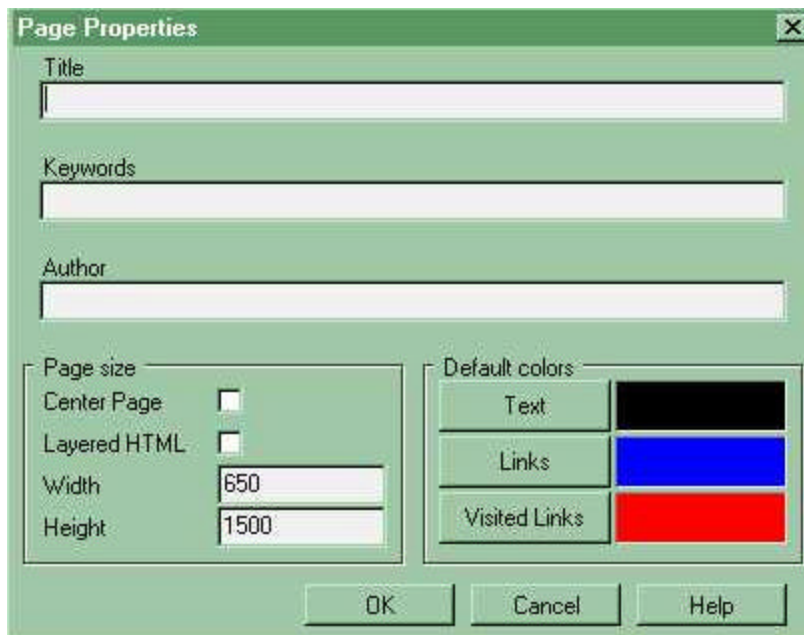 Page Properties
Title
Keywords
Author
Page size
Center Page
Layered HTML
Width 650
Height 1500
Default colors
Text
Links
Visited Links
OK Cancel Help